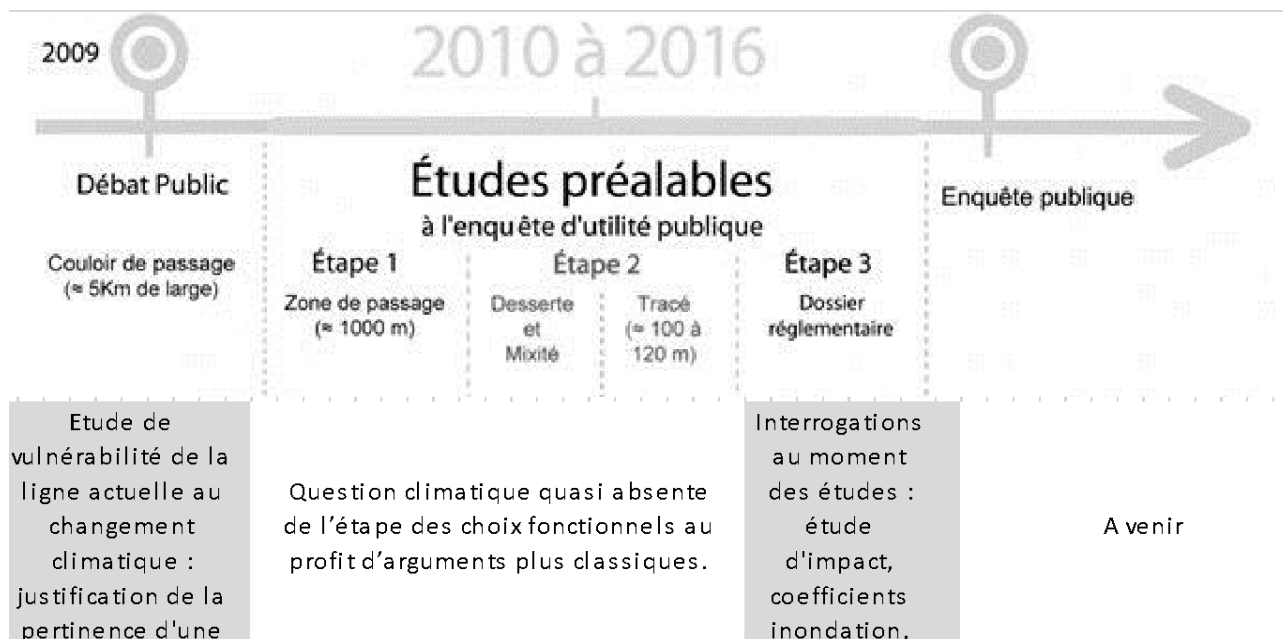 2009
2010 à 2016
Débat Public
Études préalables
à l'enquête d'utilité publique
Enquête publique
Couloir de passage
(≈ 5Km de large)
Étape 1
Zone de passage
(≈ 1000 m)
Étape 2
Desserte
et
Mixité
Tracé
(≈ 100 à
120 m)
Étape 3
Dossier
réglementaire
Etude de
vulnérabilité de la
ligne actuelle au
changement
climatique :
justification de la
pertinence d'une
Question climatique quasi absente
de l'étape des choix fonctionnels au
profit d'arguments plus classiques.
Interrogations
au moment
des études :
étude
d'impact,
coefficients
inondation,
A venir